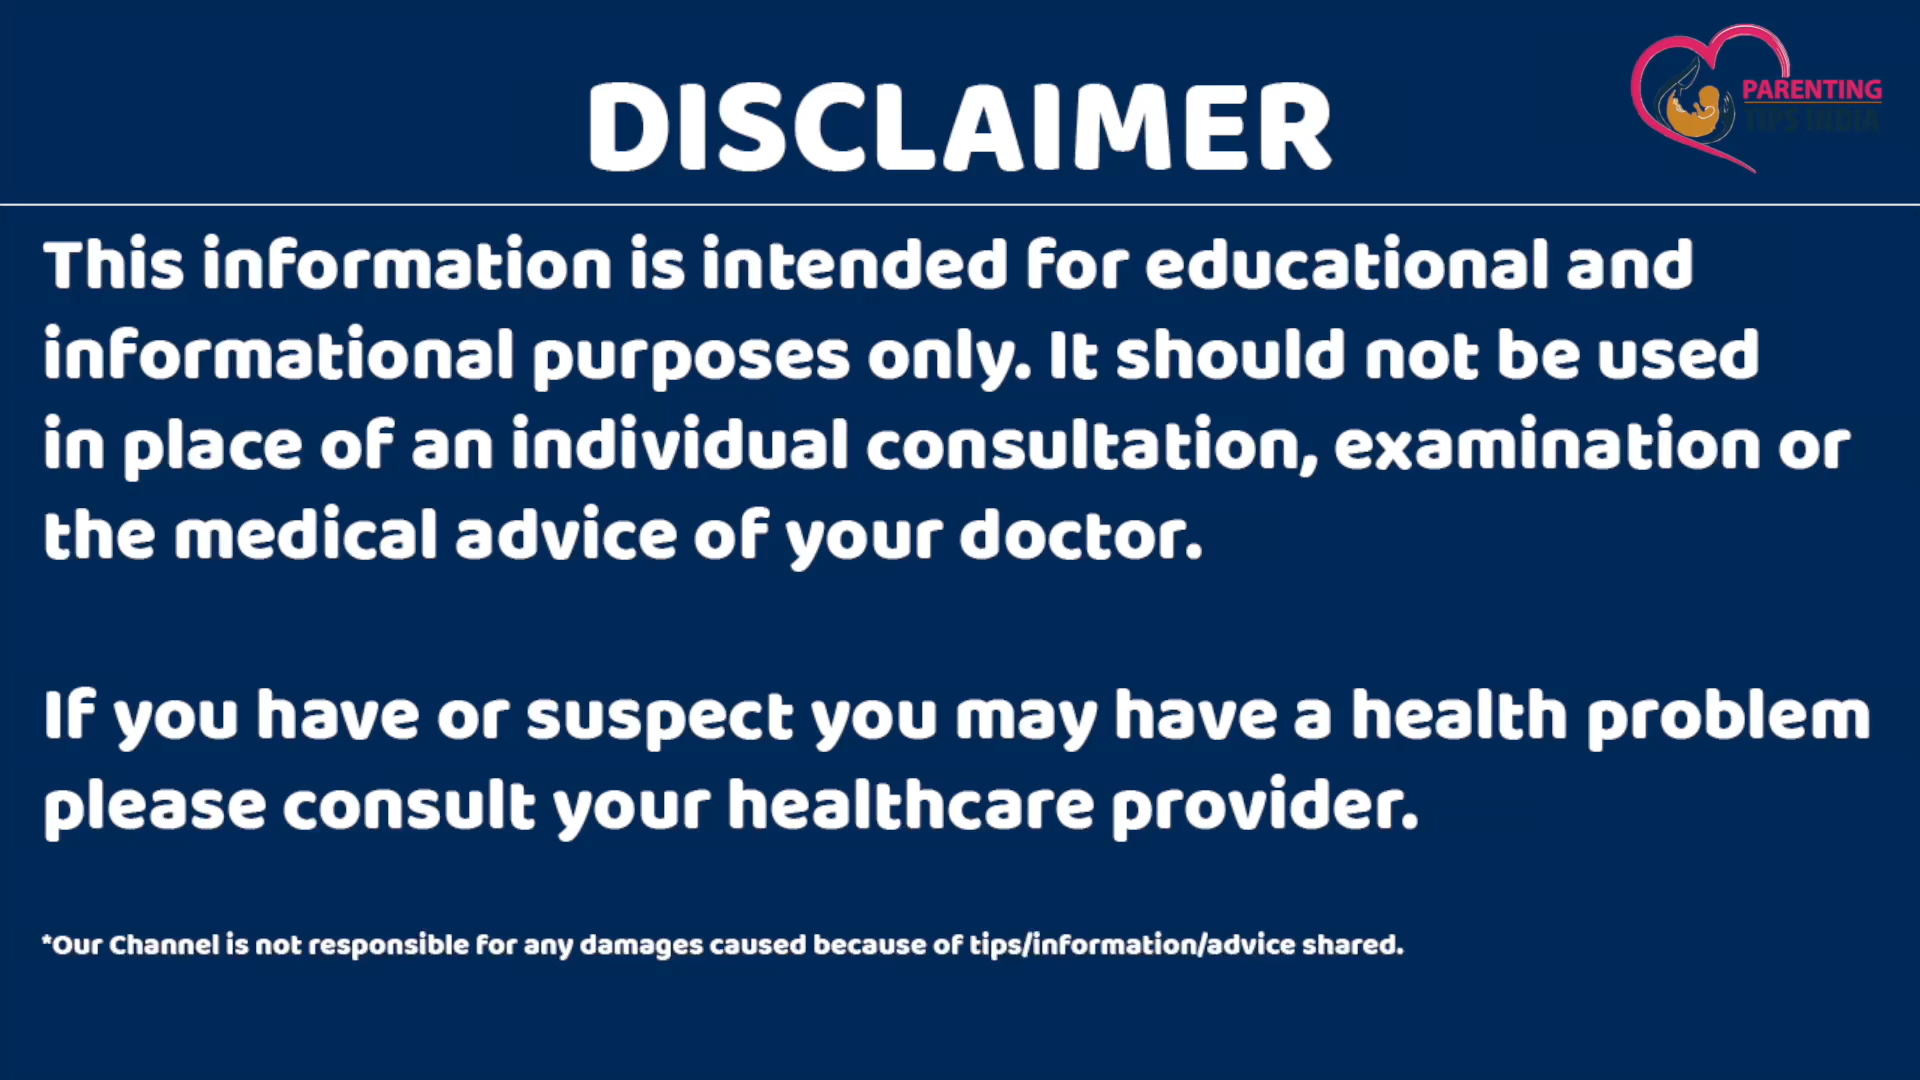 DISCLAIMER
PARENTING
TIPS INDIA
This information is intended for educational and
informational purposes only. It should not be used
in place of an individual consultation, examination or
the medical advice of your doctor.
If you have or suspect you may have a health problem
please consult your healthcare provider.
*Our Channel is not responsible for any damages caused because of tips/information/advice shared.